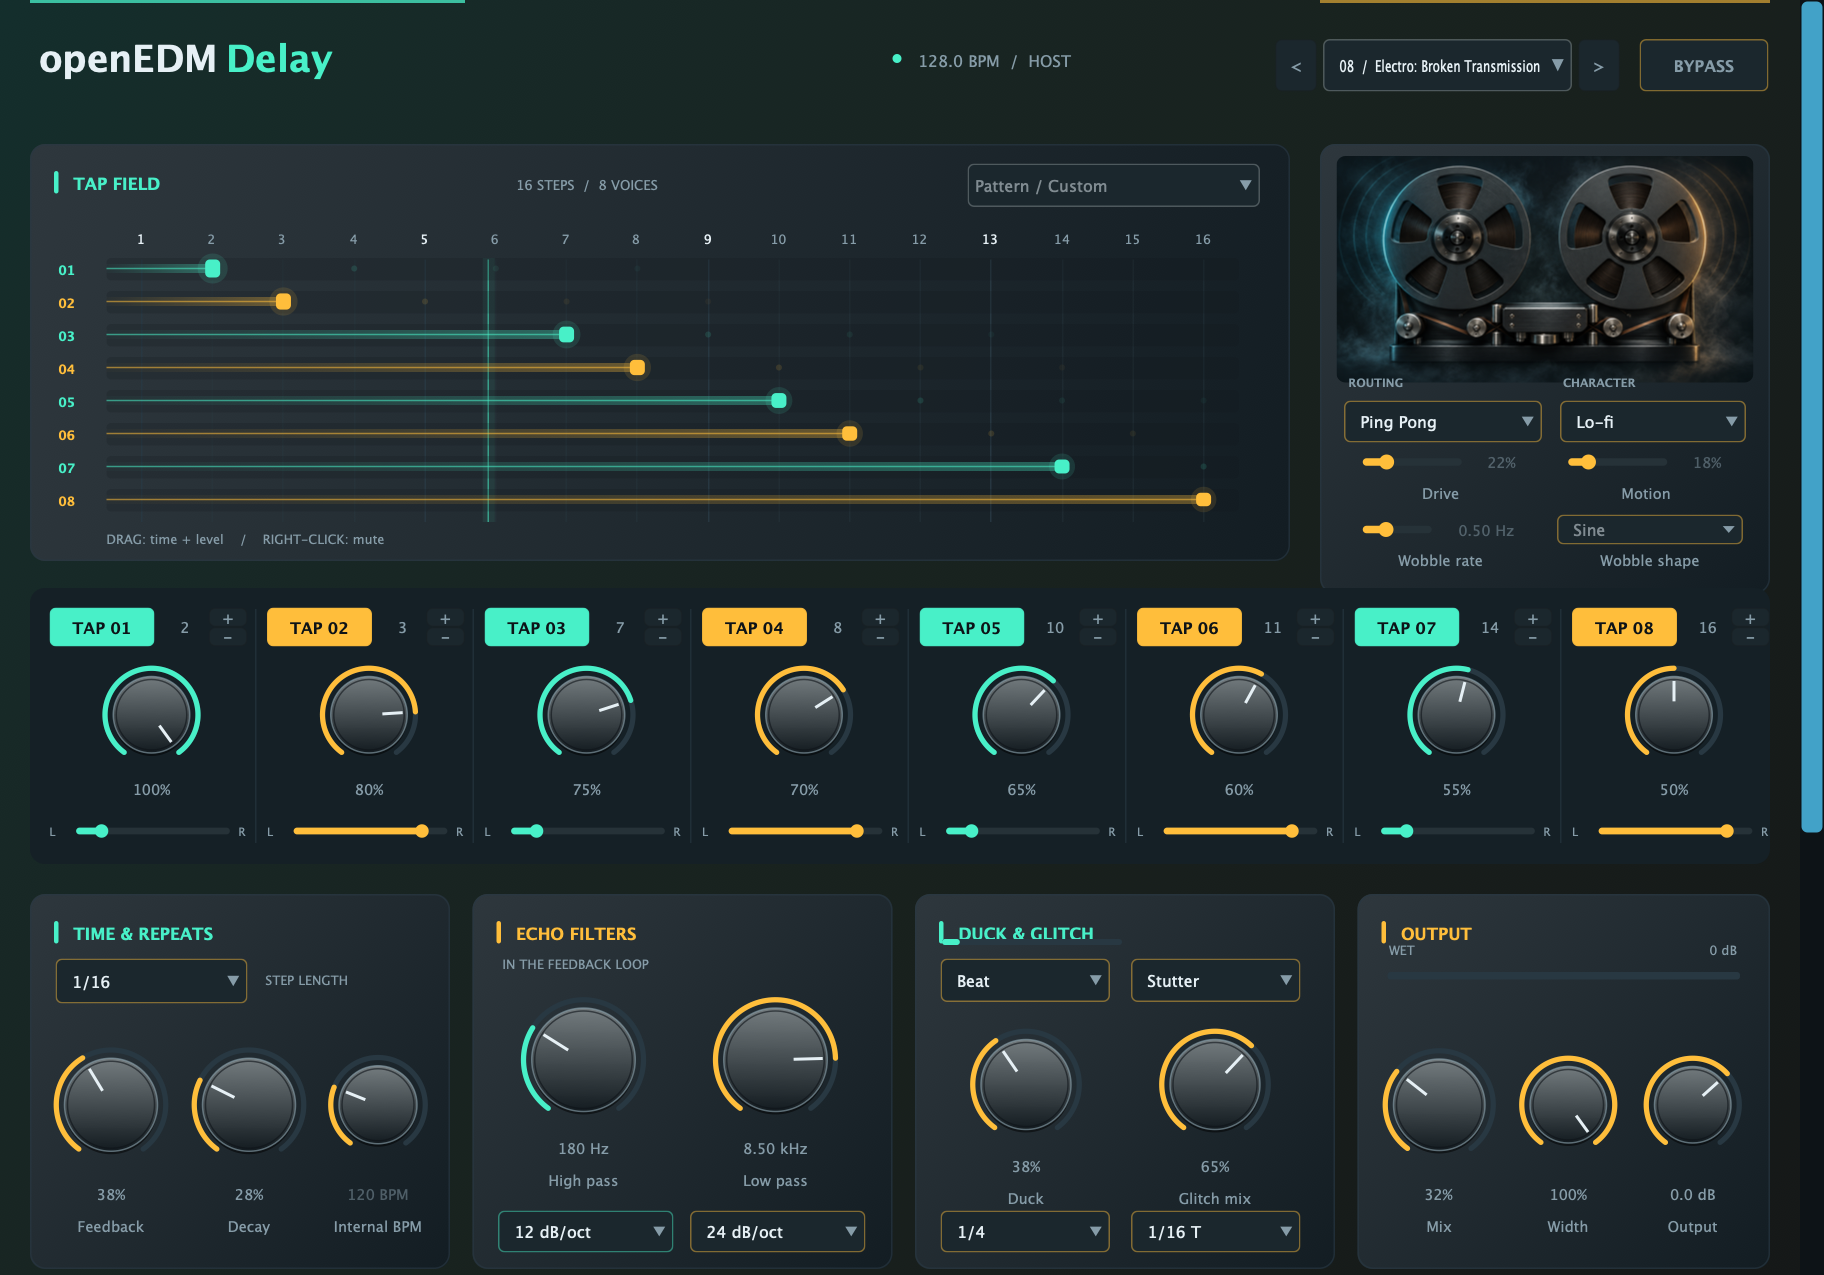 openEDM Delay
128.0 BPM / HOST
<
08 / Electro: Broken Transmission
>
BYPASS
TAP FIELD
16 STEPS / 8 VOICES
Pattern / Custom
1 2 3 4 5 6 7 8 9 10 11 12 13 14 15 16
01
02
03
04
05
06
07
08
DRAG: time + level / RIGHT-CLICK: mute
ROUTING
CHARACTER
Ping Pong
Lo-fi
22%
18%
Drive
Motion
0.50 Hz
Sine
Wobble rate
Wobble shape
TAP 01 2 + -
TAP 02 3 + -
TAP 03 7 + -
TAP 04 8 + -
TAP 05 10 + -
TAP 06 11 + -
TAP 07 14 + -
TAP 08 16 + -
100% 80% 75% 70% 65% 60% 55% 50%
L R L R L R L R L R L R L R L R
TIME & REPEATS
1/16
STEP LENGTH
38% 28% 120 BPM
Feedback Decay Internal BPM
ECHO FILTERS
IN THE FEEDBACK LOOP
180 Hz 8.50 kHz
High pass Low pass
12 dB/oct 24 dB/oct
DUCK & GLITCH
Beat Stutter
38% 65%
Duck Glitch mix
1/4 1/16 T
OUTPUT
WET 0 dB
32% 100% 0.0 dB
Mix Width Output